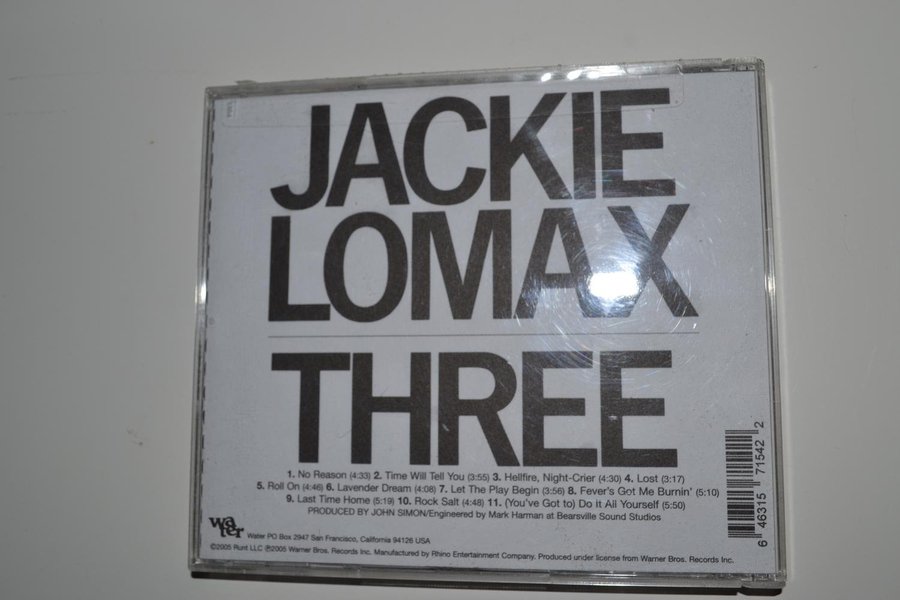 JACKIE
LOMAX
THREE
1. No Reason (4:33) 2. Time Will Tell You (3:55) 3. Hellfire, Night-Crier (4:30) 4. Lost (3:17)
5. Roll On (4:46) 6. Lavender Dream (4:08) 7. Let The Play Begin (3:56) 8. Fever's Got Me Burnin' (5:10)
9. Last Time Home (5:19) 10. Rock Salt (4:48) 11. (You've Got to) Do it All Yourself (5:50)
PRODUCED BY JOHN SIMON/Engineered by Mark Harman at Bearsville Sound Studios
water Water PO Box 2947 San Francisco, California 94126 USA
©2005 Runt LLC ℗2005 Warner Bros. Records Inc. Manufactured by Rhino Entertainment Company. Produced under license from Warner Bros. Records Inc.
6 46315 71542 2